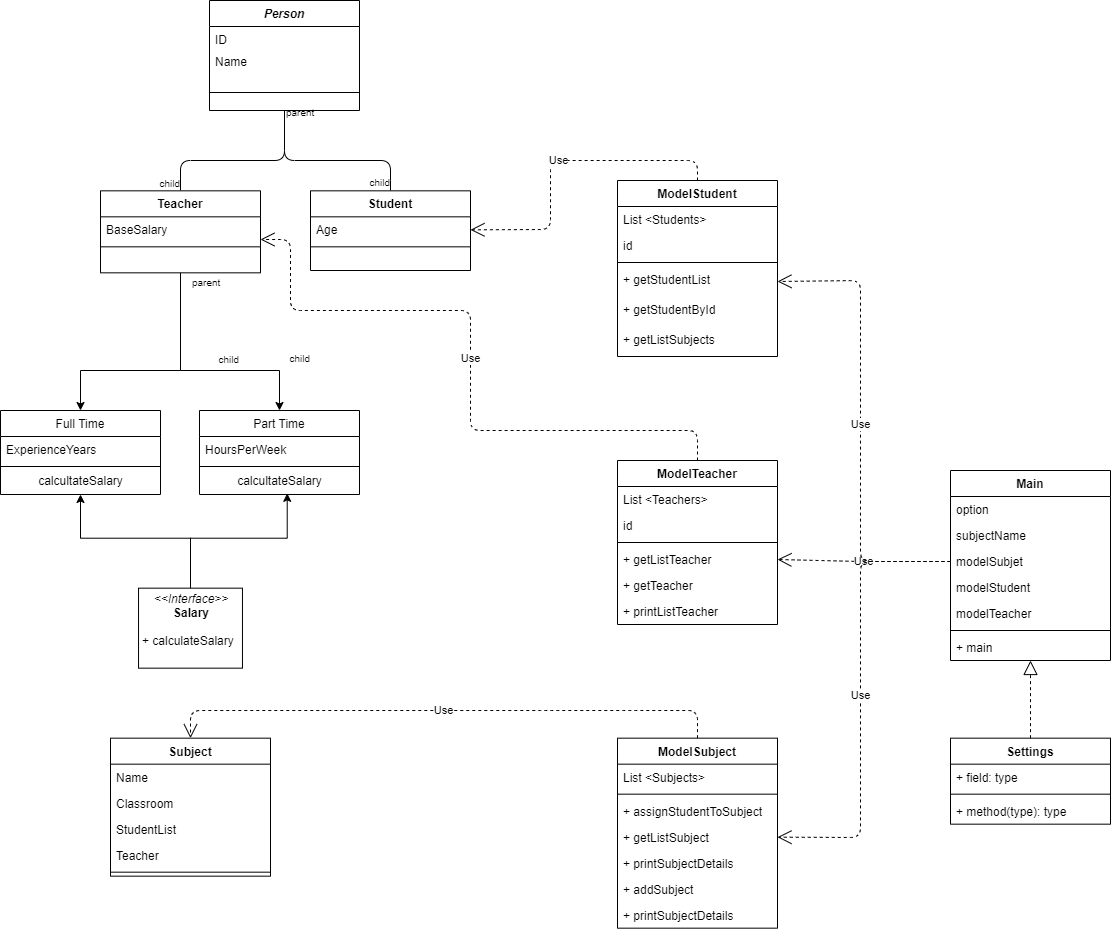 Person
ID
Name
parent
child
child
Teacher
BaseSalary
Student
Age
parent
child
child
Full Time
ExperienceYears
calcultateSalary
Part Time
HoursPerWeek
calcultateSalary
<<Interface>>
Salary
+ calculateSalary
Use
ModelStudent
List <Students>
id
+ getStudentList
+ getStudentById
+ getListSubjects
Use
Use
ModelTeacher
List <Teachers>
id
+ getListTeacher
+ getTeacher
+ printListTeacher
Use
Main
option
subjectName
modelSubjet
modelStudent
modelTeacher
+ main
Use
Use
Subject
Name
Classroom
StudentList
Teacher
ModelSubject
List <Subjects>
+ assignStudentToSubject
+ getListSubject
+ printSubjectDetails
+ addSubject
+ printSubjectDetails
Settings
+ field: type
+ method(type): type